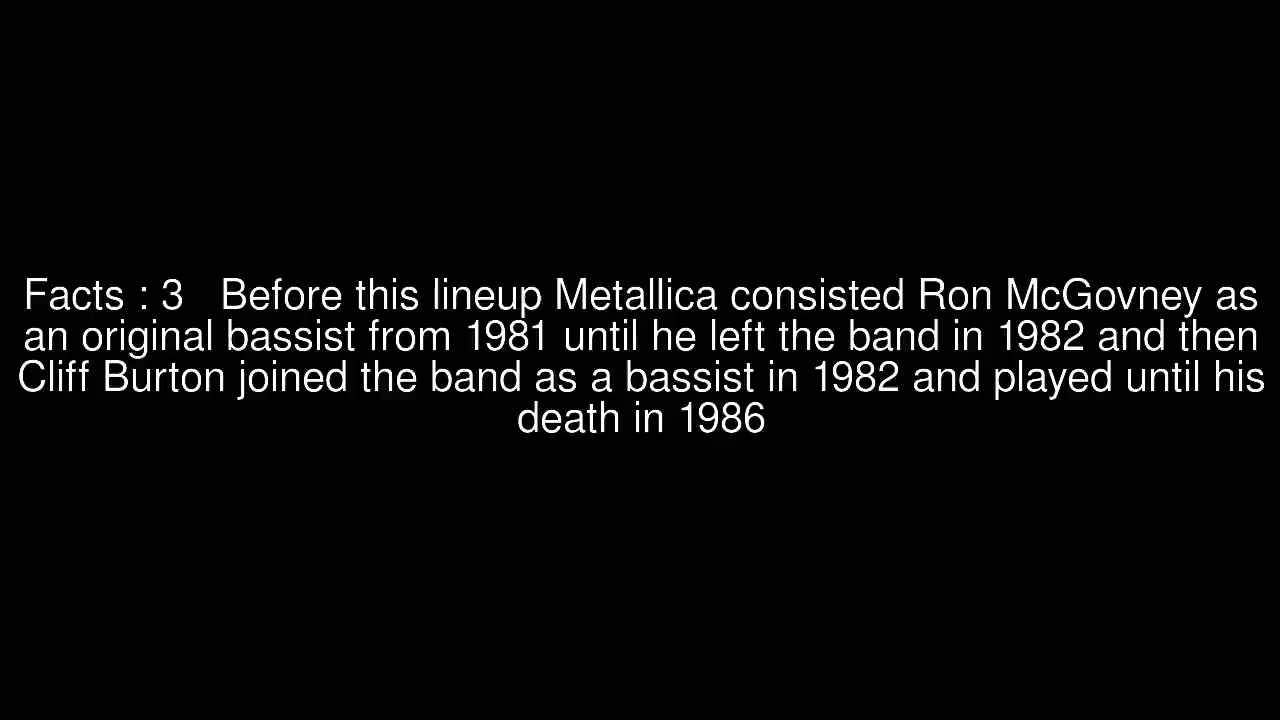 Facts : 3   Before this lineup Metallica consisted Ron McGovney as
an original bassist from 1981 until he left the band in 1982 and then
Cliff Burton joined the band as a bassist in 1982 and played until his
death in 1986